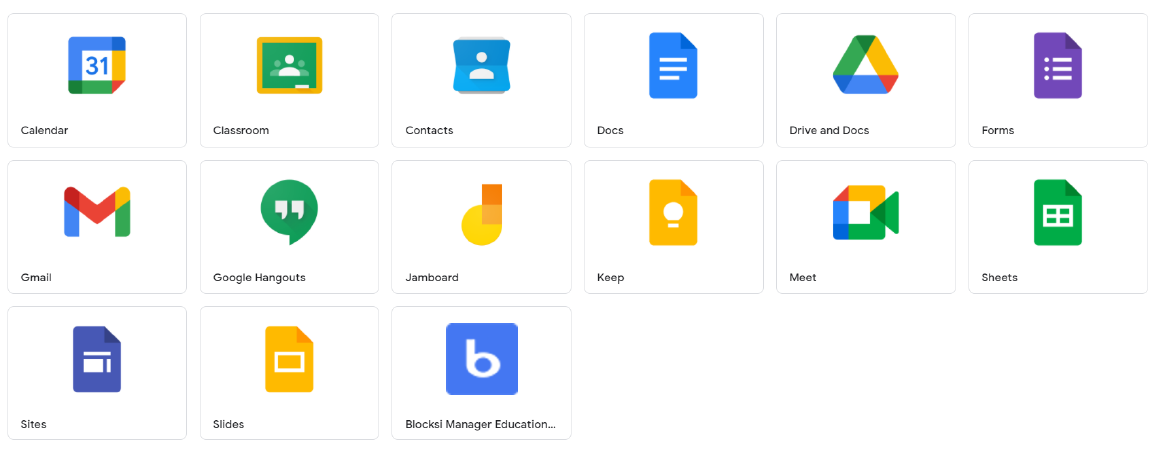 31
Calendar
Classroom
Contacts
Docs
Drive and Docs
Forms
Gmail
Google Hangouts
Jamboard
Keep
Meet
Sheets
Sites
Slides
b
Blocksi Manager Education...